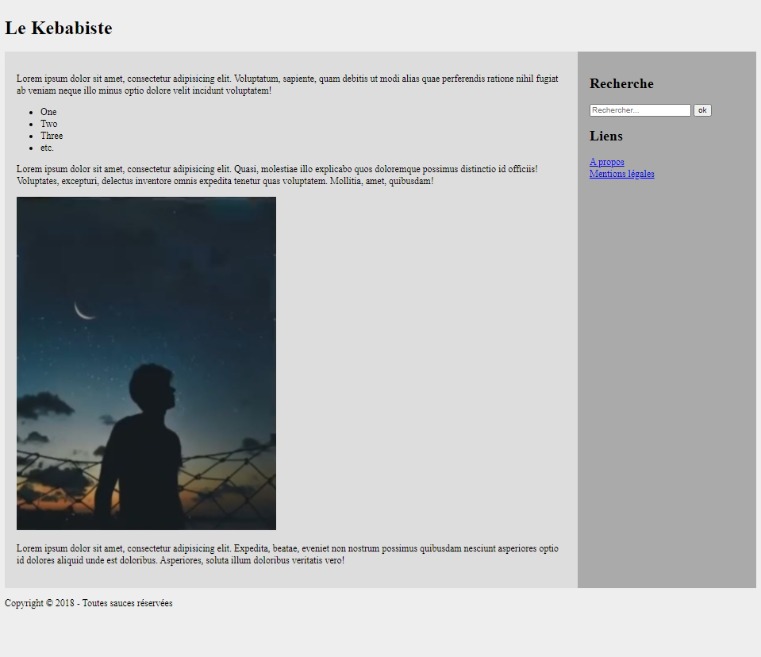 Le Kebabiste
Lorem ipsum dolor sit amet, consectetur adipisicing elit. Voluptatum, sapiente, quam debitis ut modi alias quae perferendis ratione nihil fugiat
ab veniam neque illo minus optio dolore velit incidunt voluptatem!
One
Two
Three
etc.
Lorem ipsum dolor sit amet, consectetur adipisicing elit. Quasi, molestiae illo explicabo quos doloremque possimus distinctio id officiis!
Voluptates, excepturi, delectus inventore omnis expedita tenetur quas voluptatem. Mollitia, amet, quibusdam!
Lorem ipsum dolor sit amet, consectetur adipisicing elit. Expedita, beatae, eveniet non nostrum possimus quibusdam nesciunt asperiores optio
id dolores aliquid unde est doloribus. Asperiores, soluta illum doloribus veritatis vero!
Recherche
Rechercher... ok
Liens
A propos
Mentions légales
Copyright © 2018 - Toutes sauces réservées